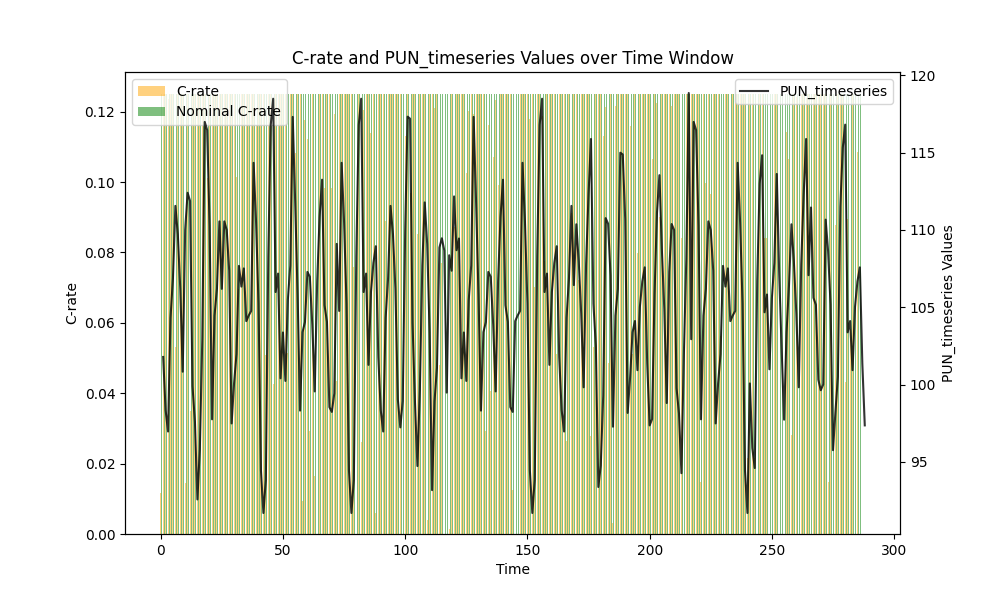 C-rate and PUN_timeseries Values over Time Window
C-rate
Nominal C-rate
PUN_timeseries
0.12
0.10
0.08
0.06
0.04
0.02
0.00
C-rate
120
115
110
105
100
95
PUN_timeseries Values
0 50 100 150 200 250 300
Time